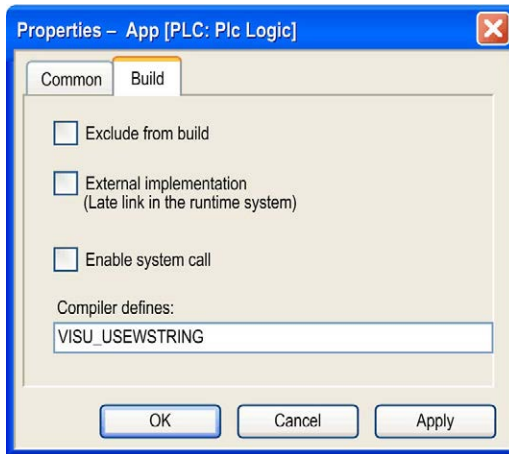 Properties – App [PLC: Plc Logic]
Common
Build
Exclude from build
External implementation
(Late link in the runtime system)
Enable system call
Compiler defines:
VISU_USEWSTRING
OK
Cancel
Apply